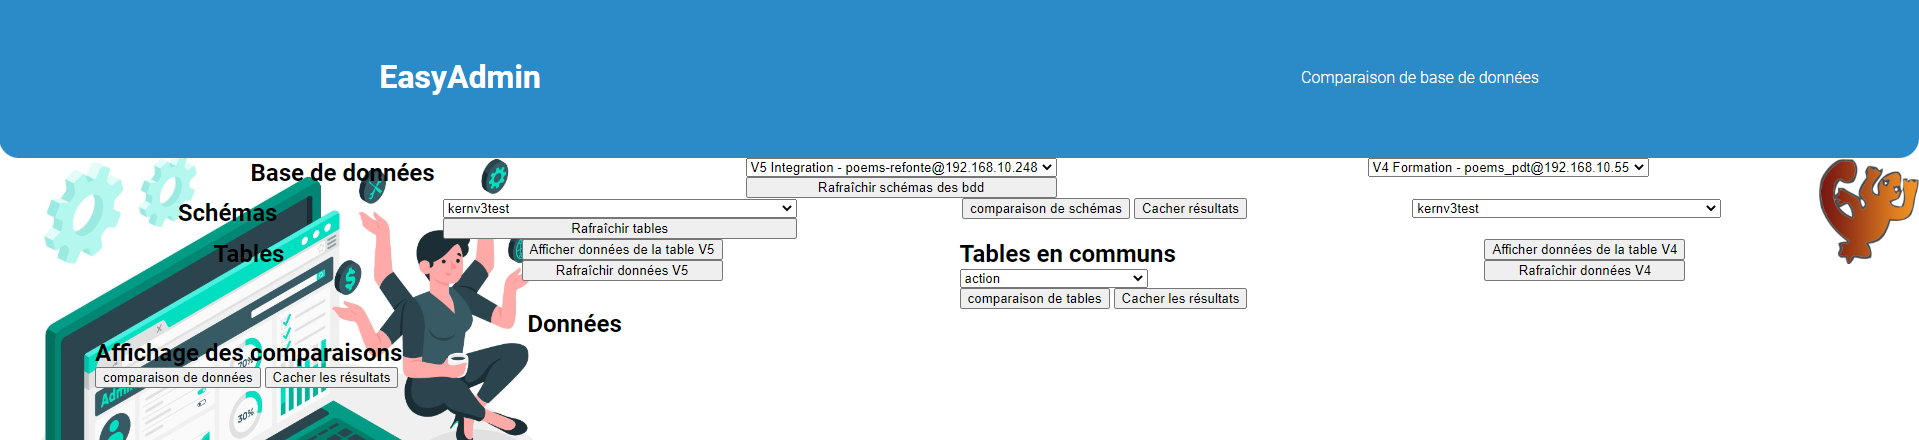 EasyAdmin
Comparaison de base de données
Base de données
V5 Integration - poems-refonte@192.168.10.248
V4 Formation - poems_pdt@192.168.10.55
Rafraîchir schémas des bdd
Schémas
kernv3test
comparaison de schémas
Cacher résultats
kernv3test
Rafraîchir tables
Tables
Afficher données de la table V5
Tables en communs
Afficher données de la table V4
Rafraîchir données V5
action
Rafraîchir données V4
comparaison de tables
Cacher les résultats
Données
Affichage des comparaisons
70%
comparaison de données
Cacher les résultats
30%